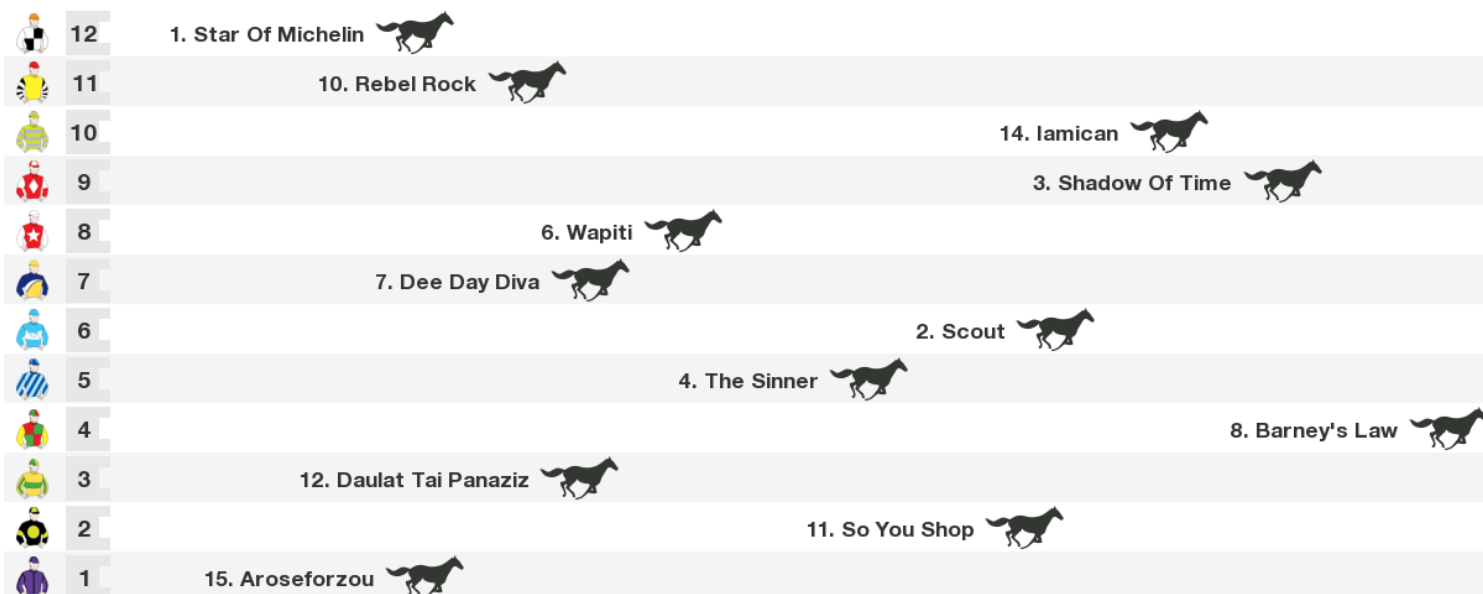 12 1. Star Of Michelin
11 10. Rebel Rock
10 14. Iamican
9 3. Shadow Of Time
8 6. Wapiti
7 7. Dee Day Diva
6 2. Scout
5 4. The Sinner
4 8. Barney's Law
3 12. Daulat Tai Panaziz
2 11. So You Shop
1 15. Aroseforzou